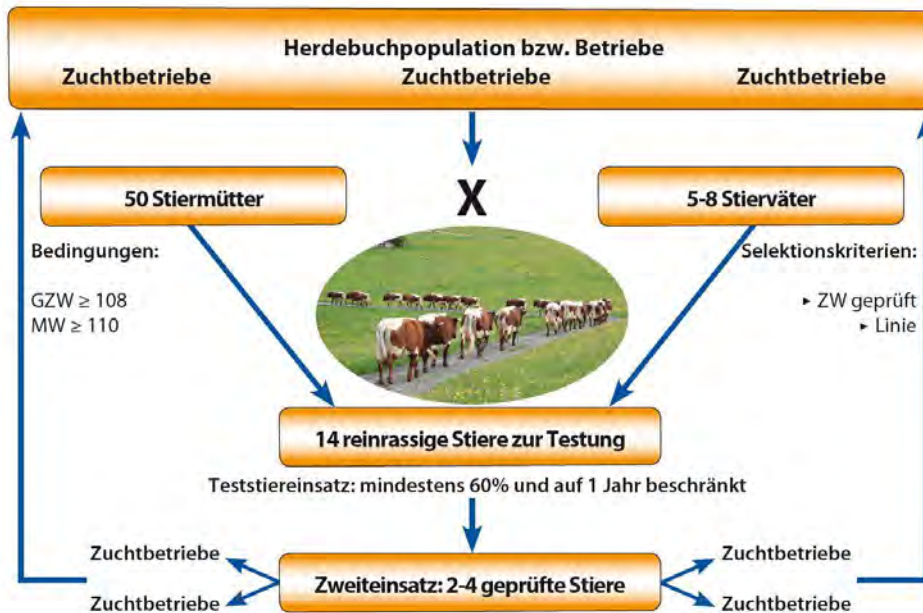 Herdebuchpopulation bzw. Betriebe
Zuchtbetriebe Zuchtbetriebe Zuchtbetriebe
50 Stiermütter
X
5-8 Stierväter
Bedingungen:
GZW ≥ 108
MW ≥ 110
Selektionskriterien:
▸ ZW geprüft
▸ Linie
14 reinrassige Stiere zur Testung
Teststiereinsatz: mindestens 60% und auf 1 Jahr beschränkt
Zuchtbetriebe
Zuchtbetriebe
Zweiteinsatz: 2-4 geprüfte Stiere
Zuchtbetriebe
Zuchtbetriebe